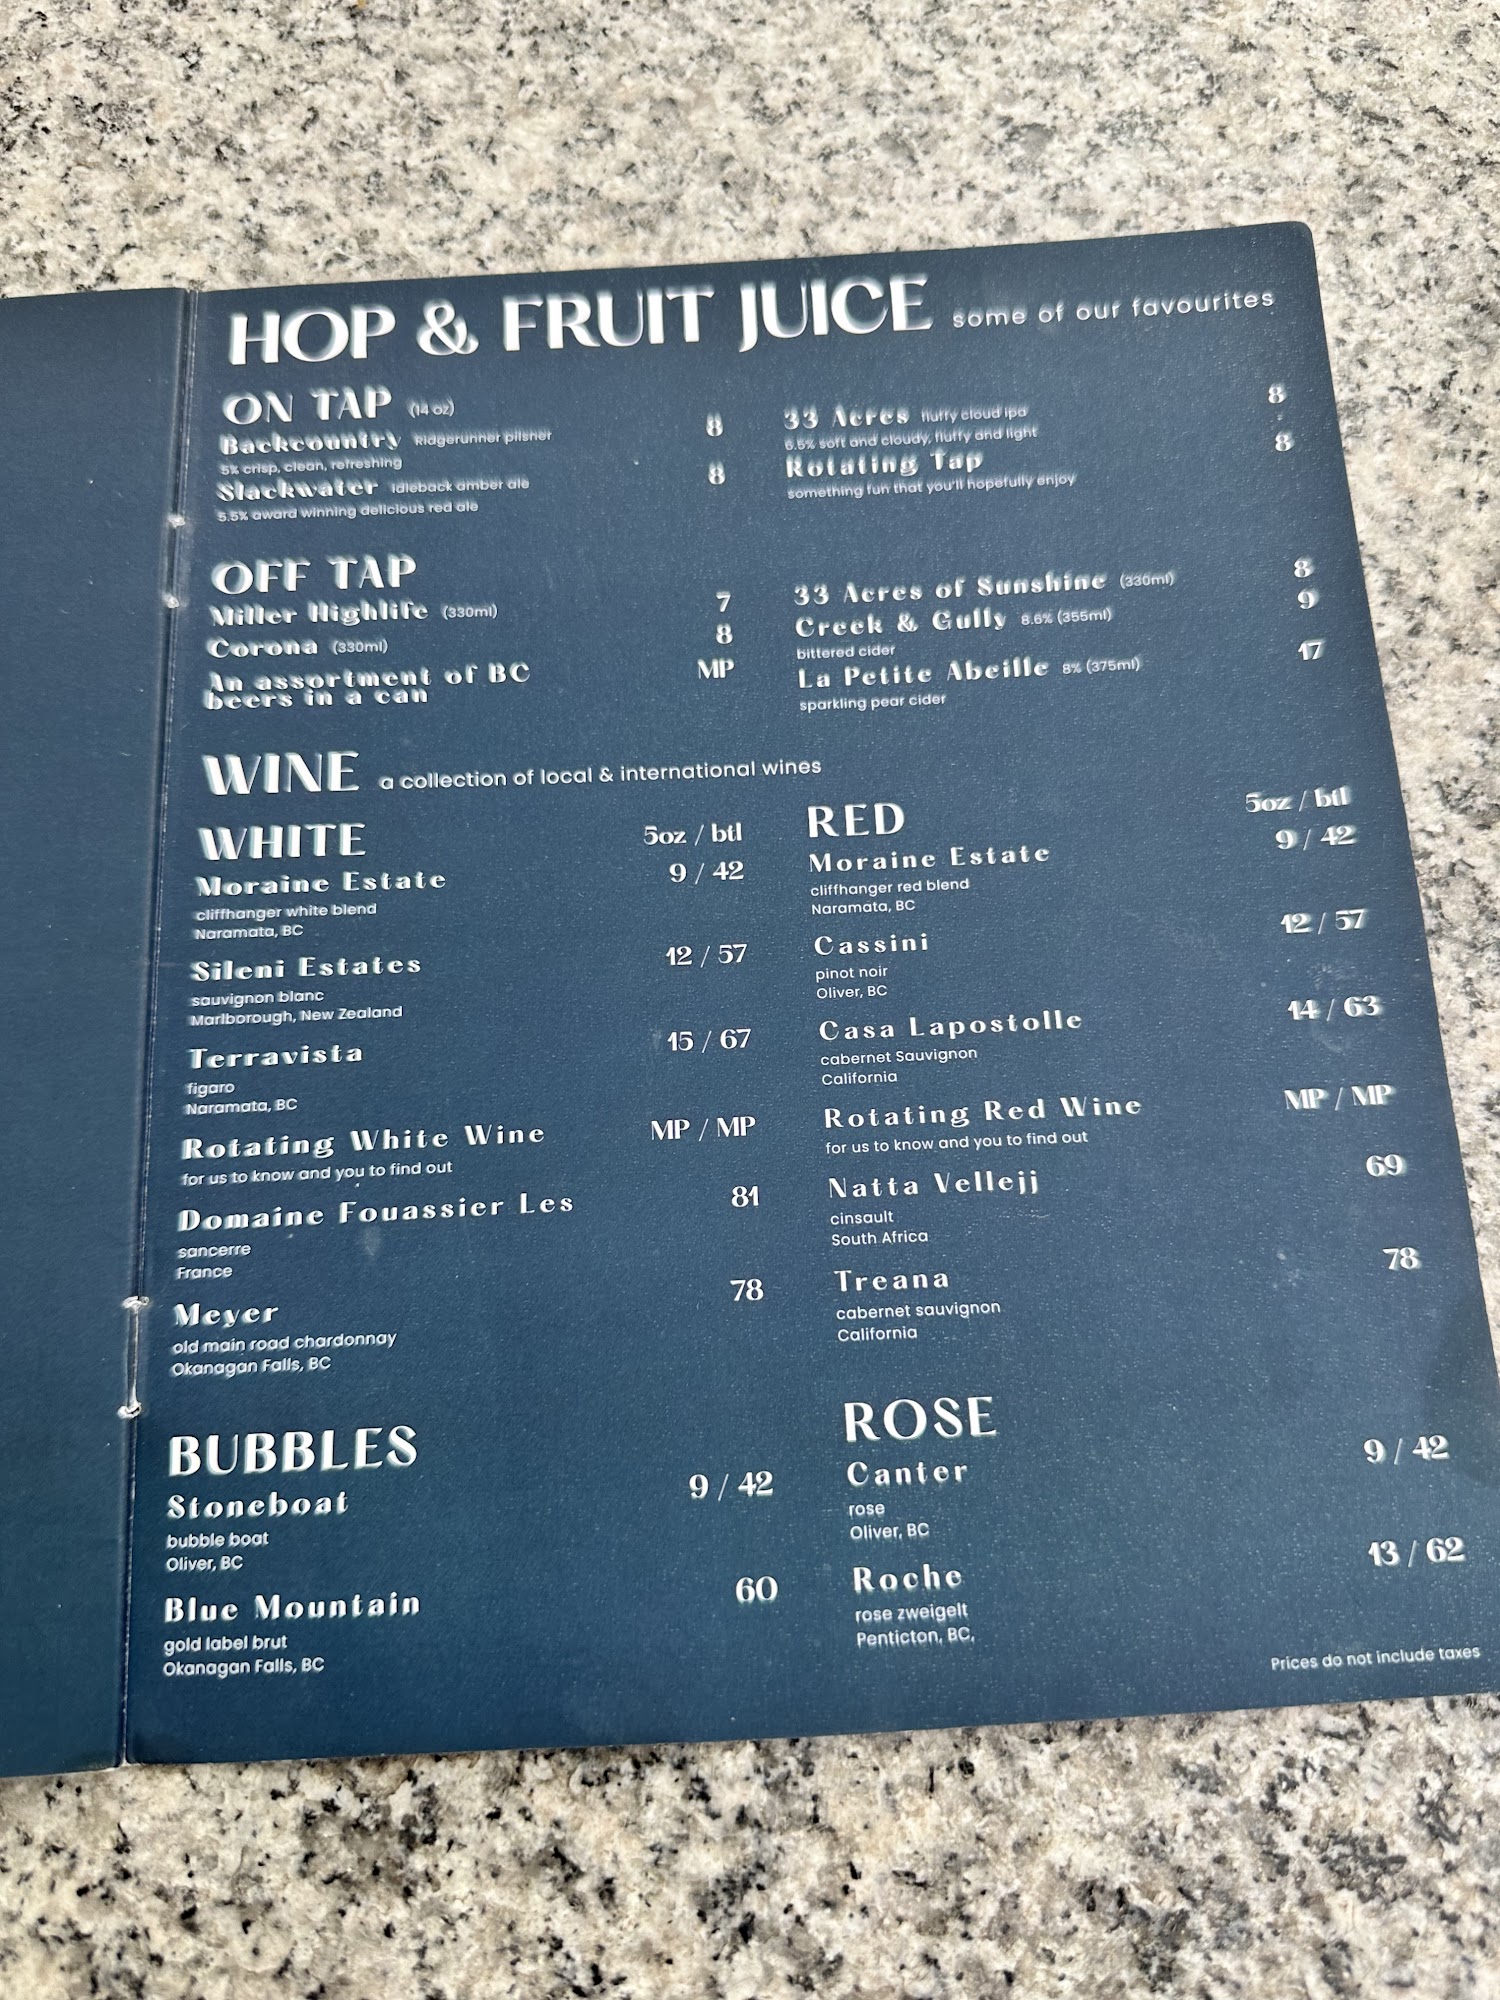 HOP & FRUIT JUICE some of our favourites
ON TAP (14 oz)
Backcountry Ridgerunner pilsner 8
5% crisp, clean, refreshing
Slackwater Idleback amber ale 8
5.5% award winning delicious red ale
33 Acres fluffy cloud ipa 8
6.5% soft and cloudy, fluffy and light
Rotating Tap 8
something fun that you'll hopefully enjoy
OFF TAP
Miller Highlife (330ml) 7
Corona (330ml) 8
An assortment of BC MP
beers in a can
33 Acres of Sunshine (330ml) 8
Creek & Gully 8.6% (355ml) 9
bittered cider
La Petite Abeille 8% (375ml) 17
sparkling pear cider
WINE a collection of local & international wines
WHITE 5oz / btl
Moraine Estate 9 / 42
cliffhanger white blend
Naramata, BC
Sileni Estates 12 / 57
sauvignon blanc
Marlborough, New Zealand
Terravista 15 / 67
figaro
Naramata, BC
Rotating White Wine MP / MP
for us to know and you to find out
Domaine Fouassier Les 81
sancerre
France
Meyer 78
old main road chardonnay
Okanagan Falls, BC
RED 5oz / btl
Moraine Estate 9 / 42
cliffhanger red blend
Naramata, BC
Cassini 12 / 57
pinot noir
Oliver, BC
Casa Lapostolle 14 / 63
cabernet Sauvignon
California
Rotating Red Wine MP / MP
for us to know and you to find out
Natta Vellejj 69
cinsault
South Africa
Treana 78
cabernet sauvignon
California
BUBBLES
Stoneboat 9 / 42
bubble boat
Oliver, BC
Blue Mountain 60
gold label brut
Okanagan Falls, BC
ROSE
Canter 9 / 42
rose
Oliver, BC
Roche 13 / 62
rose zweigelt
Penticton, BC,
Prices do not include taxes